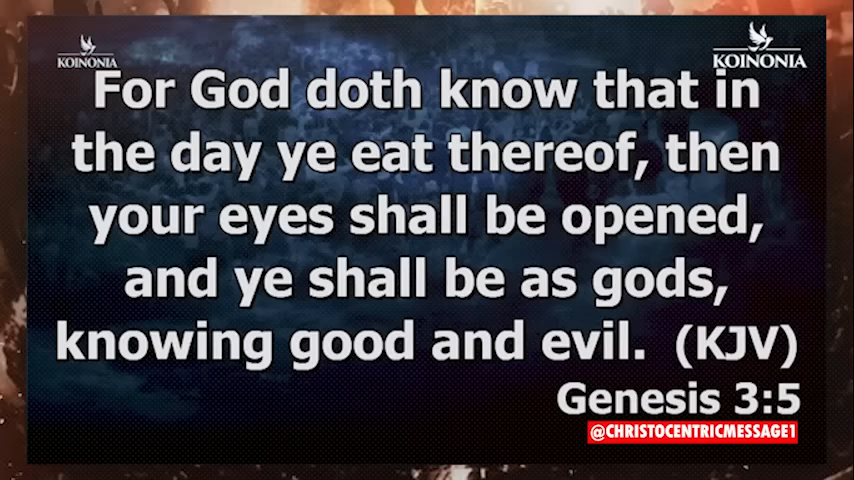 KOINONIA
KOINONIA
For God doth know that in
the day ye eat thereof, then
your eyes shall be opened,
and ye shall be as gods,
knowing good and evil. (KJV)
Genesis 3:5
@CHRISTOCENTRICMESSAGE1